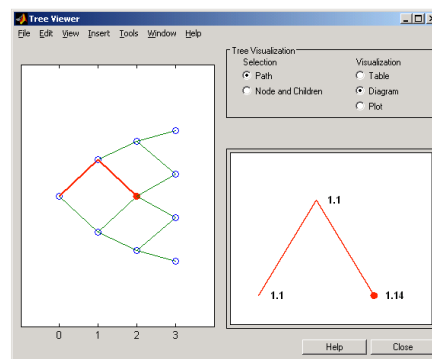 Tree Viewer
File Edit View Insert Tools Window Help
Tree Visualization
Selection Visualization
Path Table
Node and Children Diagram
Plot
1.1
1.1 1.14
0 1 2 3
Help Close